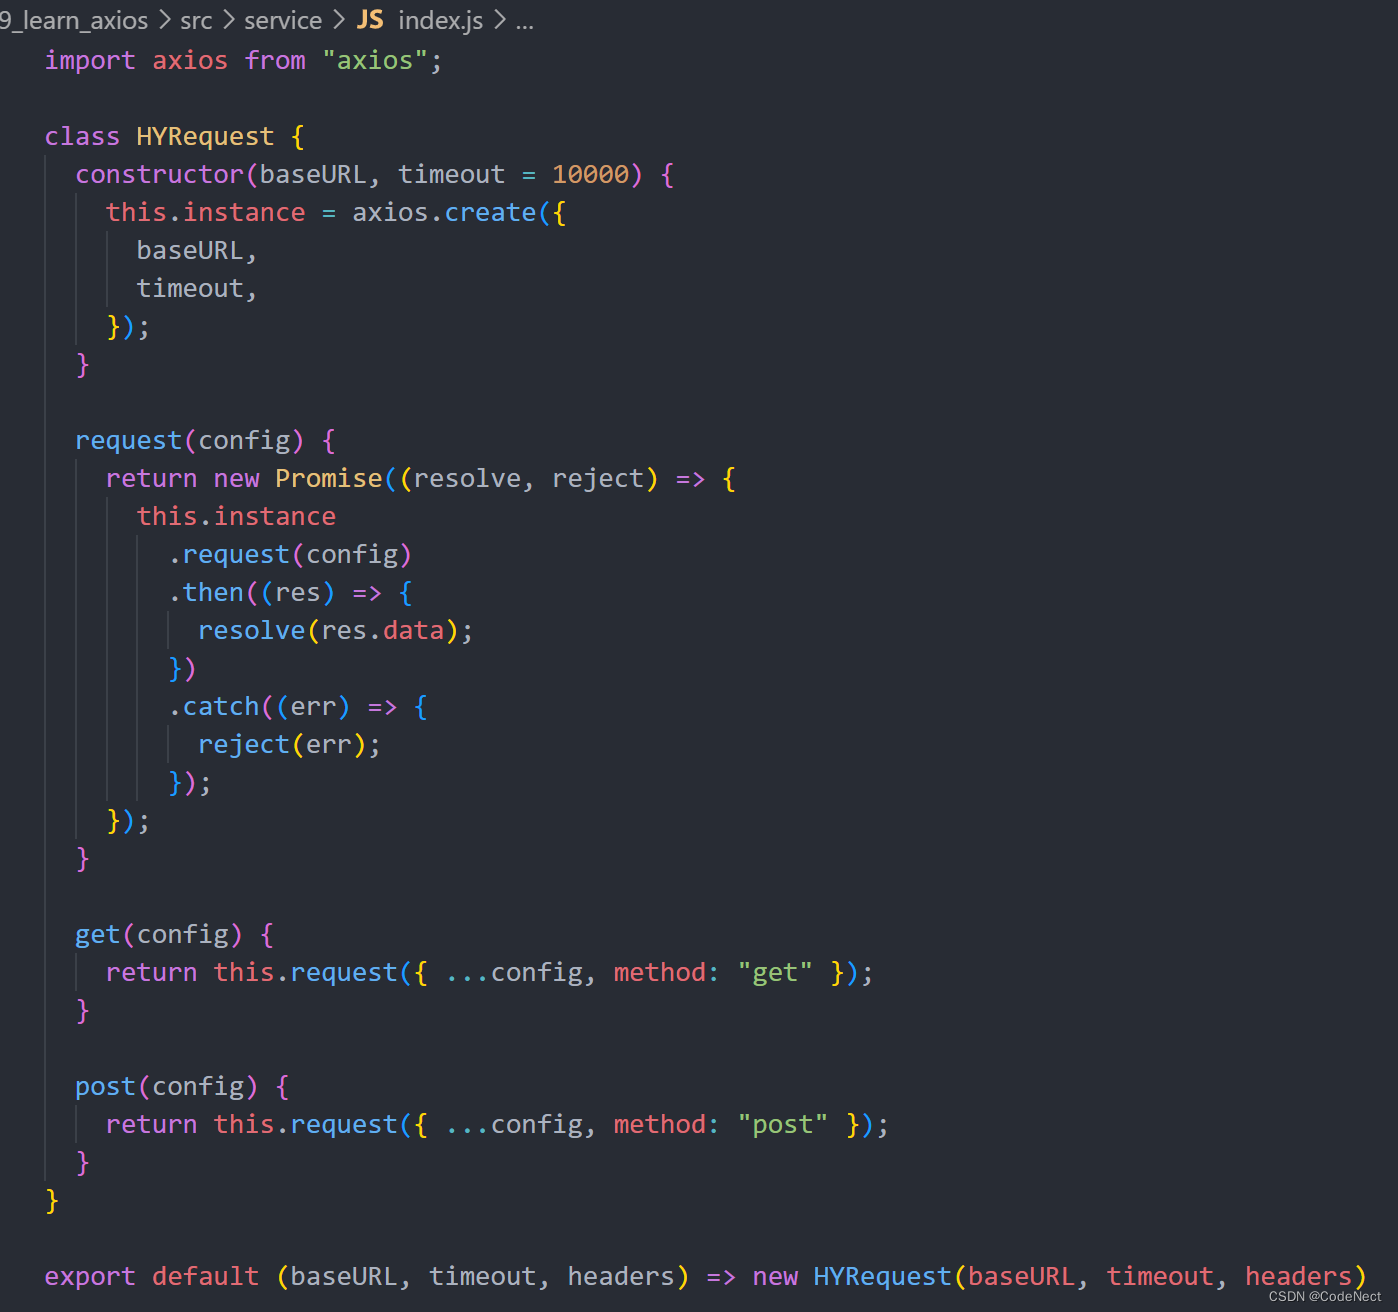 9_learn_axios > src > service > JS index.js > ...
import axios from "axios";
class HYRequest {
constructor(baseURL, timeout = 10000) {
this.instance = axios.create({
baseURL,
timeout,
});
}
request(config) {
return new Promise((resolve, reject) => {
this.instance
.request(config)
.then((res) => {
resolve(res.data);
})
.catch((err) => {
reject(err);
});
});
}
get(config) {
return this.request({ ...config, method: "get" });
}
post(config) {
return this.request({ ...config, method: "post" });
}
}
export default (baseURL, timeout, headers) => new HYRequest(baseURL, timeout, headers)
CSDN @CodeNect